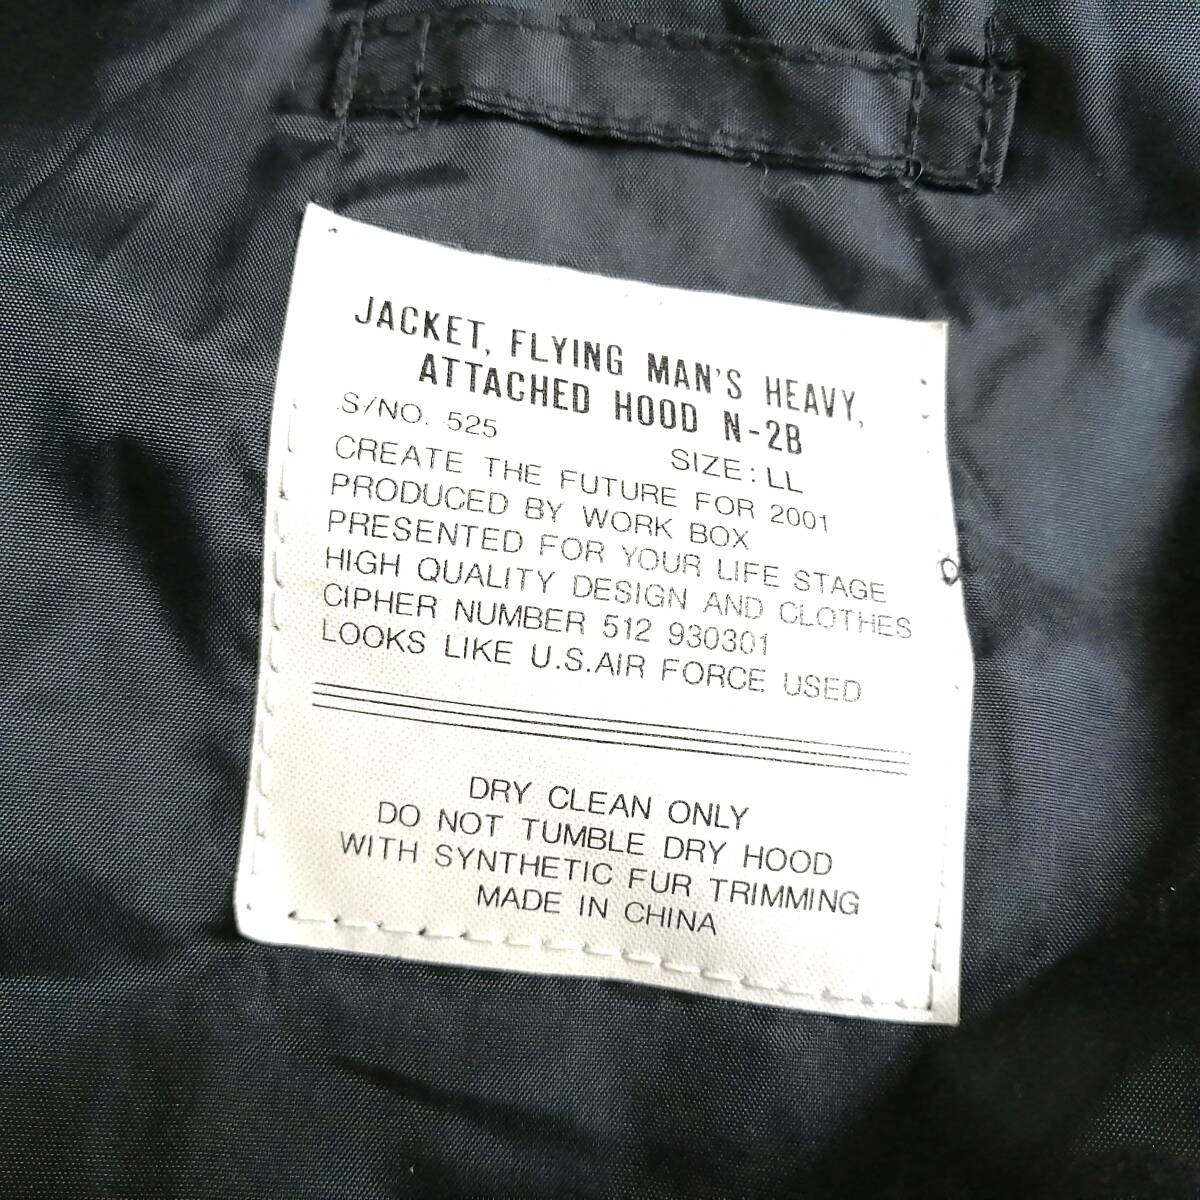 JACKET, FLYING MAN'S HEAVY,
ATTACHED HOOD N-2B
S/NO. 525
SIZE: LL
CREATE THE FUTURE FOR 2001
PRODUCED BY WORK BOX
PRESENTED FOR YOUR LIFE STAGE
HIGH QUALITY DESIGN AND CLOTHES
CIPHER NUMBER 512 930301
LOOKS LIKE U.S.AIR FORCE USED
DRY CLEAN ONLY
DO NOT TUMBLE DRY HOOD
WITH SYNTHETIC FUR TRIMMING
MADE IN CHINA